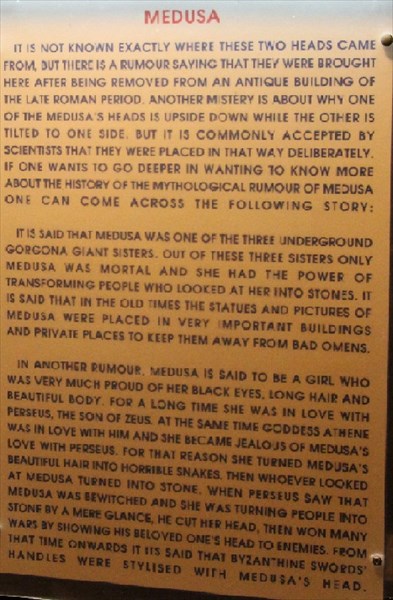 MEDUSA
IT IS NOT KNOWN EXACTLY WHERE THESE TWO HEADS CAME
FROM, BUT THERE IS A RUMOUR SAYING THAT THEY WERE BROUGHT
HERE AFTER BEING REMOVED FROM AN ANTIQUE BUILDING OF
THE LATE ROMAN PERIOD. ANOTHER MISTERY IS ABOUT WHY ONE
OF THE MEDUSA'S HEADS IS UPSIDE DOWN WHILE THE OTHER IS
TILTED TO ONE SIDE. BUT IT IS COMMONLY ACCEPTED BY
SCIENTISTS THAT THEY WERE PLACED IN THAT WAY DELIBERATELY.
IF ONE WANTS TO GO DEEPER IN WANTING TO KNOW MORE
ABOUT THE HISTORY OF THE MYTHOLOGICAL RUMOUR OF MEDUSA
ONE CAN COME ACROSS THE FOLLOWING STORY:
IT IS SAID THAT MEDUSA WAS ONE OF THE THREE UNDERGROUND
GORGONA GIANT SISTERS. OUT OF THESE THREE SISTERS ONLY
MEDUSA WAS MORTAL AND SHE HAD THE POWER OF
TRANSFORMING PEOPLE WHO LOOKED AT HER INTO STONES. IT
IS SAID THAT IN THE OLD TIMES THE STATUES AND PICTURES OF
MEDUSA WERE PLACED IN VERY IMPORTANT BUILDINGS
AND PRIVATE PLACES TO KEEP THEM AWAY FROM BAD OMENS.
IN ANOTHER RUMOUR, MEDUSA IS SAID TO BE A GIRL WHO
WAS VERY MUCH PROUD OF HER BLACK EYES, LONG HAIR AND
BEAUTIFUL BODY. FOR A LONG TIME SHE WAS IN LOVE WITH
PERSEUS, THE SON OF ZEUS. AT THE SAME TIME GODDESS ATHENE
WAS IN LOVE WITH HIM AND SHE BECAME JEALOUS OF MEDUSA'S
LOVE WITH PERSEUS. FOR THAT REASON SHE TURNED MEDUSA'S
BEAUTIFUL HAIR INTO HORRIBLE SNAKES. THEN WHOEVER LOOKED
AT MEDUSA TURNED INTO STONE. WHEN PERSEUS SAW THAT
MEDUSA WAS BEWITCHED AND SHE WAS TURNING PEOPLE INTO
STONE BY A MERE GLANCE, HE CUT HER HEAD, THEN WON MANY
WARS BY SHOWING HIS BELOVED ONE'S HEAD TO ENEMIES. FROM
THAT TIME ONWARDS IT ITS SAID THAT BYZANTHINE SWORDS'
HANDLES WERE STYLISED WITH MEDUSA'S HEAD.